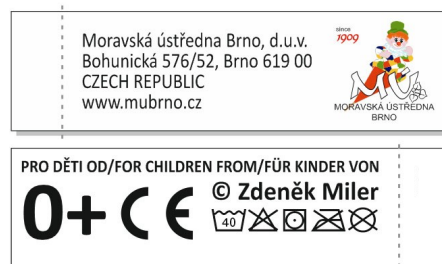 Moravská ústředna Brno, d.u.v.
Bohunická 576/52, Brno 619 00
CZECH REPUBLIC
www.mubrno.cz
since
1909
MU
MORAVSKÁ ÚSTŘEDNA
BRNO
PRO DĚTI OD/FOR CHILDREN FROM/FÜR KINDER VON
0+ CE
© Zdeněk Miler
40